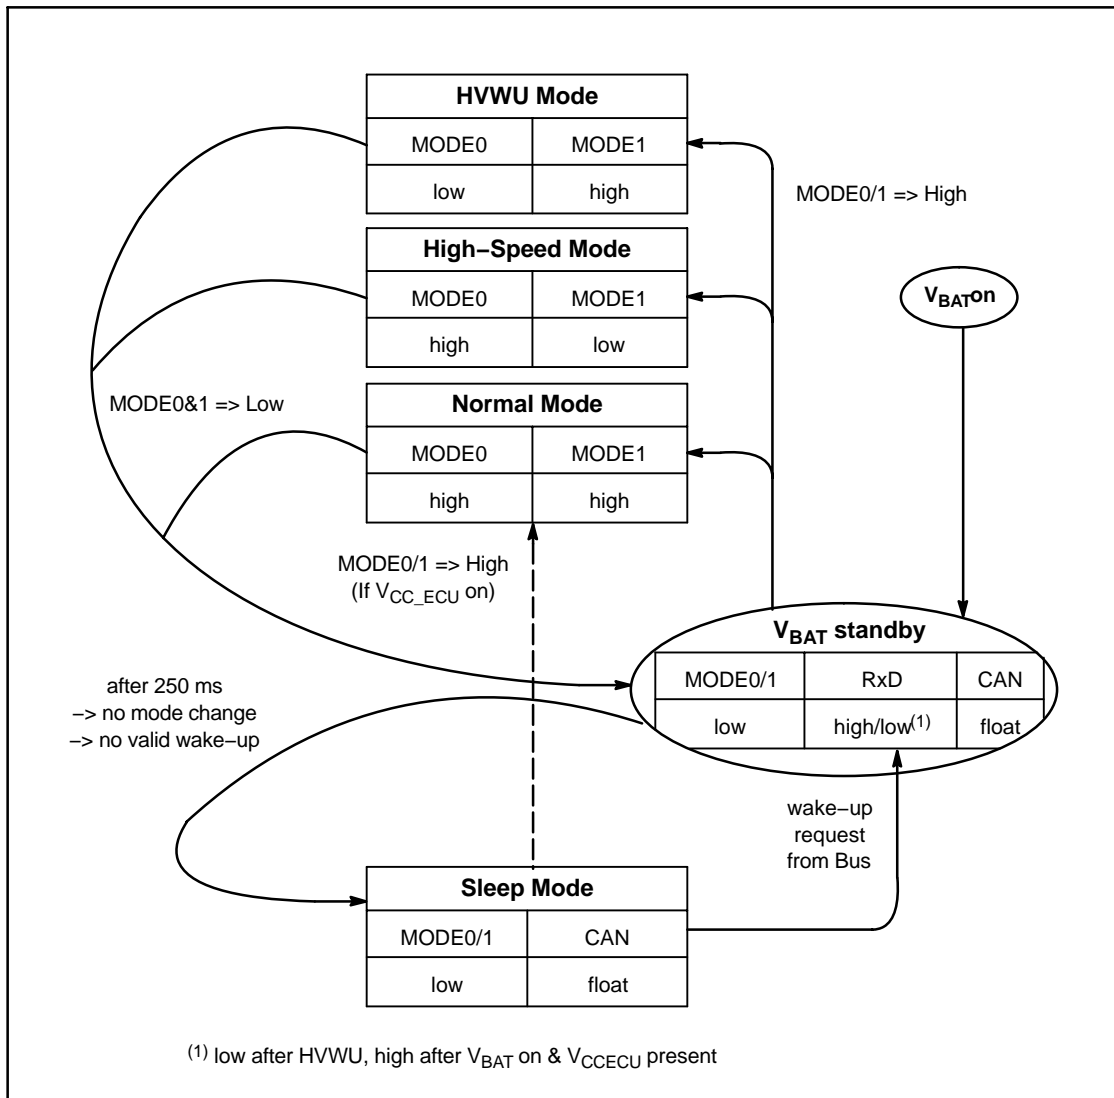 HVWU Mode
MODE0 MODE1
low high
MODE0/1 => High
High−Speed Mode
MODE0 MODE1
high low
VBATon
MODE0&1 => Low
Normal Mode
MODE0 MODE1
high high
MODE0/1 => High
(If VCC_ECU on)
VBAT standby
MODE0/1 RxD CAN
low high/low(1) float
after 250 ms
−> no mode change
−> no valid wake−up
wake−up
request
from Bus
Sleep Mode
MODE0/1 CAN
low float
(1) low after HVWU, high after VBAT on & VCCECU present